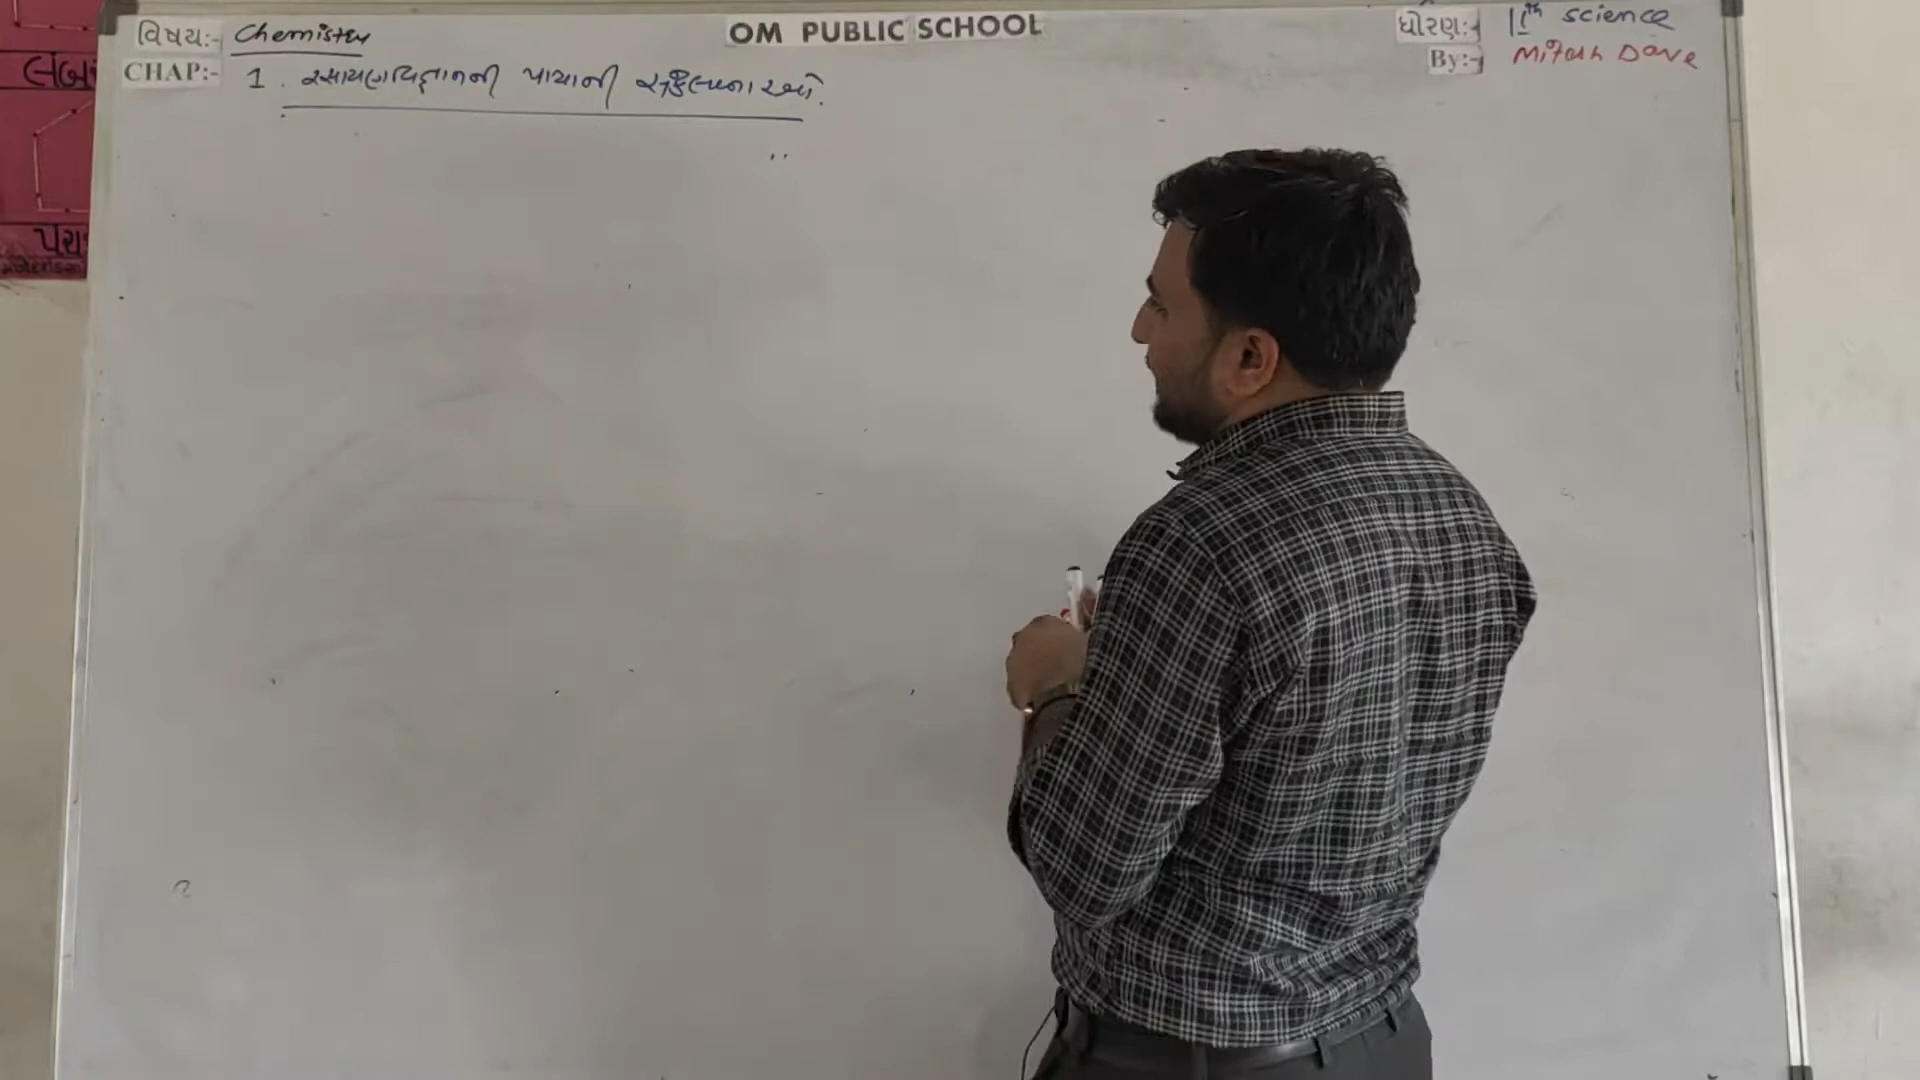 વિષય:- Chemistry
OM PUBLIC SCHOOL
ધોરણ:- 11th science
CHAP:- 1. રસાયણવિજ્ઞાનની પાયાની સંકલ્પનાઓ.
By:- Mitesh Dave